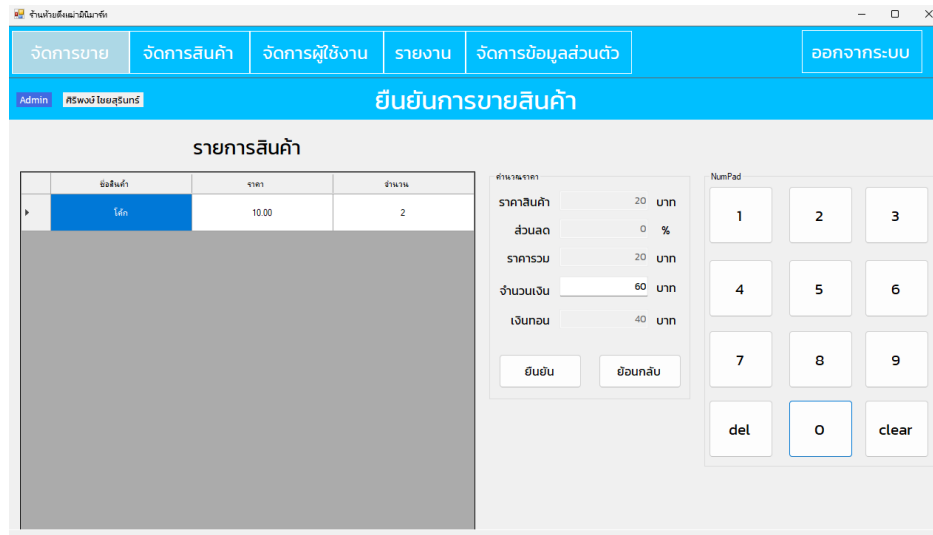 ร้านห้วยตึงเฒ่ามินิมาร์ท
จัดการขาย จัดการสินค้า จัดการผู้ใช้งาน รายงาน จัดการข้อมูลส่วนตัว ออกจากระบบ
Admin ศิริพงษ์ ไชยสุรินทร์ ยืนยันการขายสินค้า
รายการสินค้า
ชื่อสินค้า ราคา จำนวน
โค้ก 10.00 2
คำนวณราคา
ราคาสินค้า 20 บาท
ส่วนลด 0 %
ราคารวม 20 บาท
จำนวนเงิน 60 บาท
เงินทอน 40 บาท
ยืนยัน ย้อนกลับ
NumPad
1 2 3
4 5 6
7 8 9
del 0 clear